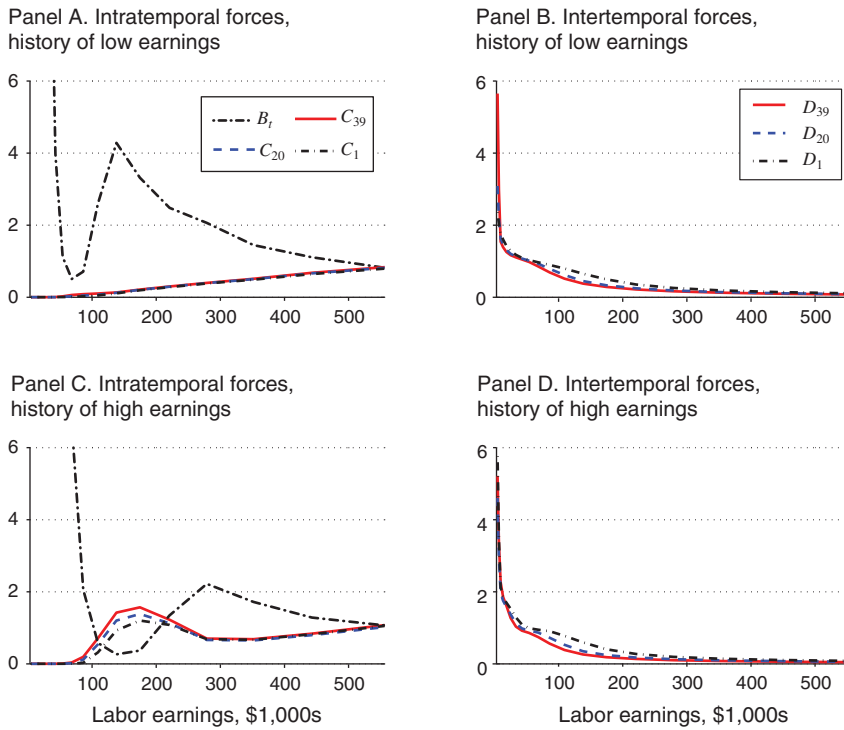 Panel A. Intratemporal forces,
history of low earnings
6
4
2
0
100 200 300 400 500
B_t C_39
C_20 C_1
Panel B. Intertemporal forces,
history of low earnings
6
4
2
0
100 200 300 400 500
D_39
D_20
D_1
Panel C. Intratemporal forces,
history of high earnings
6
4
2
0
100 200 300 400 500
Labor earnings, $1,000s
Panel D. Intertemporal forces,
history of high earnings
6
4
2
0
100 200 300 400 500
Labor earnings, $1,000s